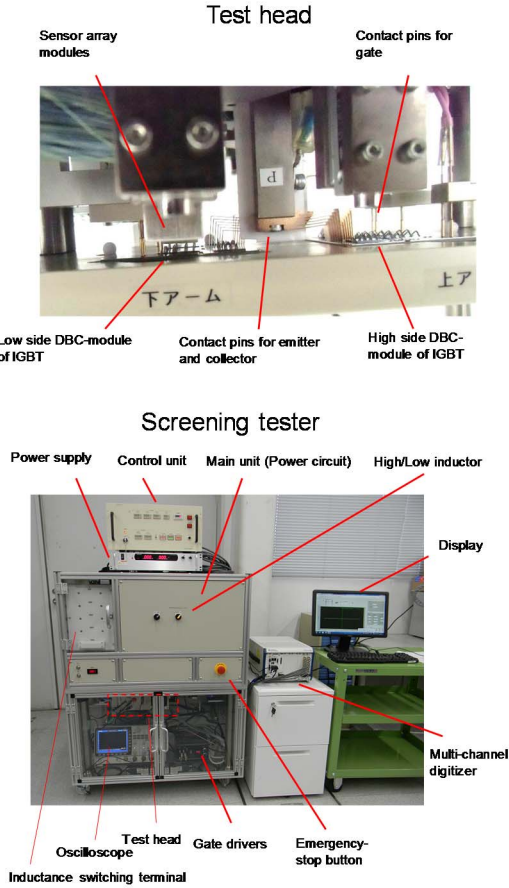 Test head
Sensor array
modules
Contact pins for
gate
P
下アーム
上ア
Low side DBC-module
of IGBT
Contact pins for emitter
and collector
High side DBC-
module of IGBT
Screening tester
Power supply
Control unit
Main unit (Power circuit)
High/Low inductor
Display
Multi-channel
digitizer
Test head
Gate drivers
Emergency-
stop button
Oscilloscope
Inductance switching terminal